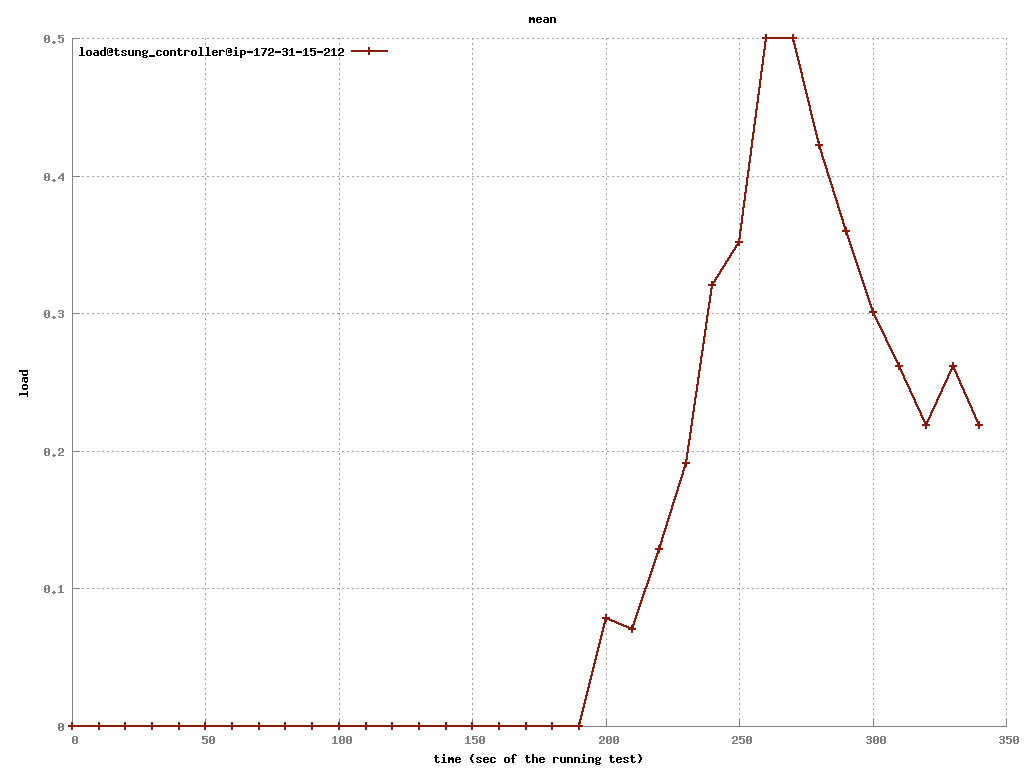 mean
load@tsung_controller@ip-172-31-15-212
0.5
0.4
0.3
0.2
0.1
0
load
0 50 100 150 200 250 300 350
time (sec of the running test)